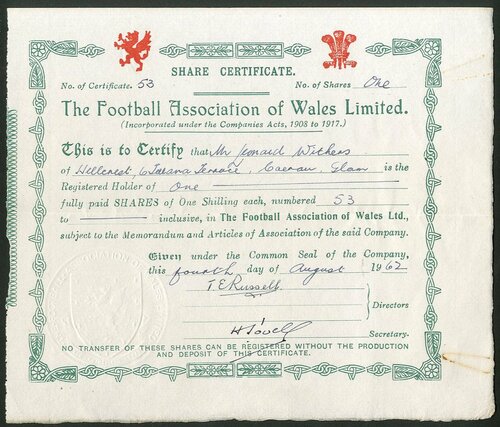 SHARE CERTIFICATE.
No. of Certificate. 53 No. of Shares One
The Football Association of Wales Limited.
(Incorporated under the Companies Acts, 1908 to 1917.)
This is to Certify that Mr Withers
of Hillcrest, 6 Terrace, Caerau, Glam is the
Registered Holder of One
fully paid SHARES of One Shilling each, numbered 53
to inclusive, in The Football Association of Wales Ltd.,
subject to the Memorandum and Articles of Association of the said Company.
Given under the Common Seal of the Company,
this fourth day of August 1962
T. E. Russell
Directors
Secretary.
NO TRANSFER OF THESE SHARES CAN BE REGISTERED WITHOUT THE PRODUCTION
AND DEPOSIT OF THIS CERTIFICATE.